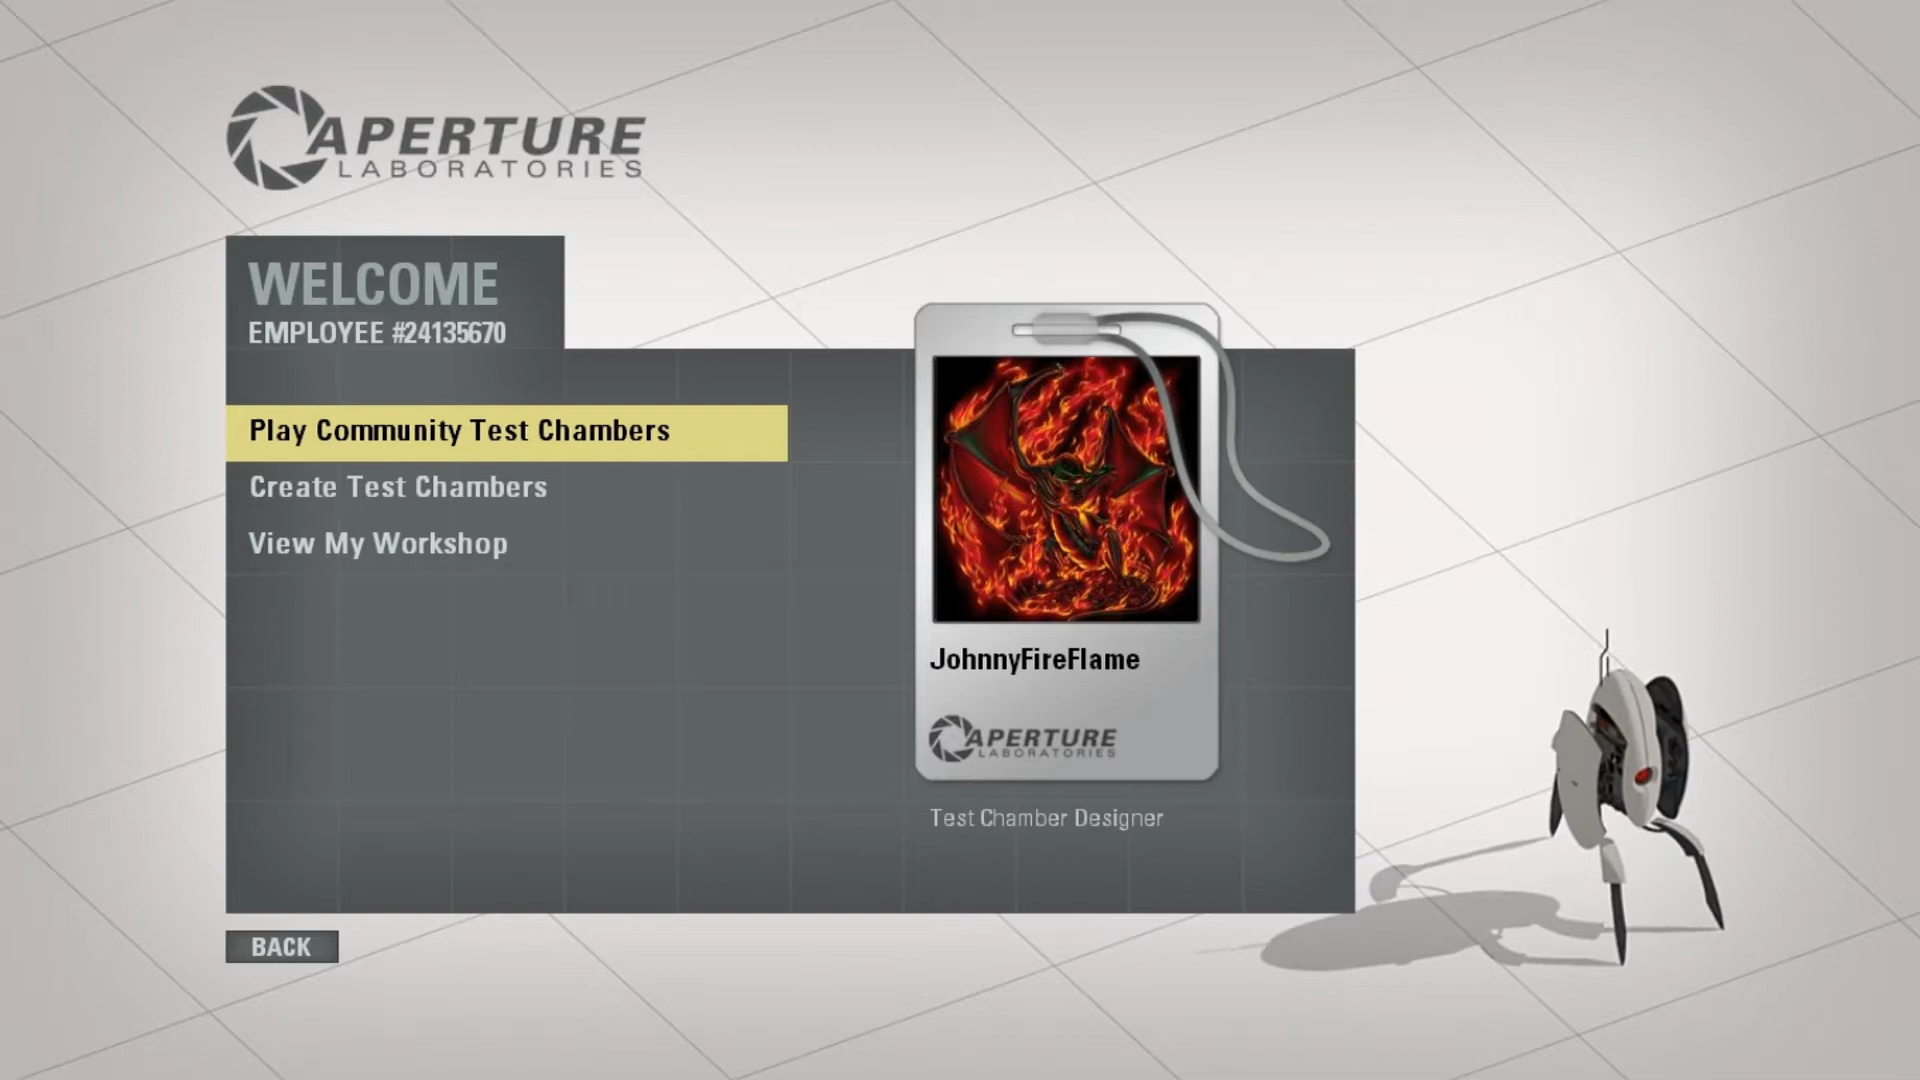 APERTURE
LABORATORIES
WELCOME
EMPLOYEE #24135670
Play Community Test Chambers
Create Test Chambers
View My Workshop
JohnnyFireFlame
APERTURE
LABORATORIES
Test Chamber Designer
BACK